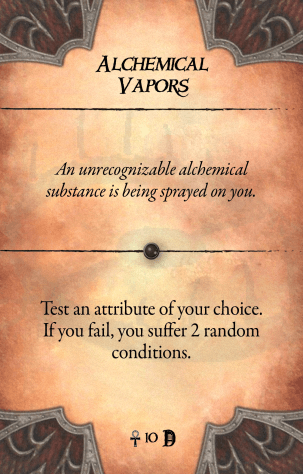 Alchemical
Vapors
An unrecognizable alchemical
substance is being sprayed on you.
Test an attribute of your choice.
If you fail, you suffer 2 random
conditions.
☥ 10 D